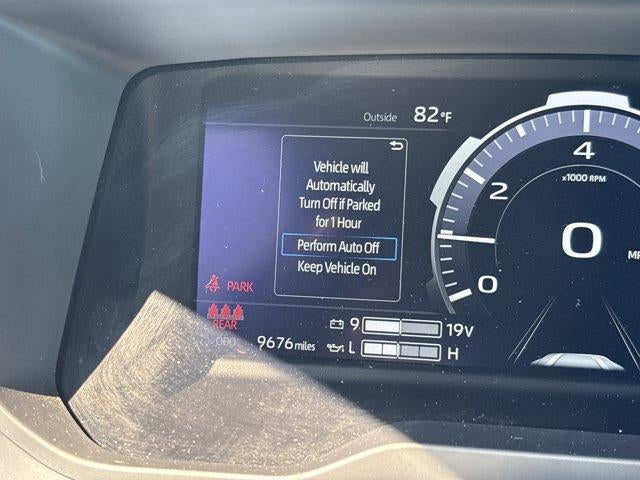 Outside 82°F
Vehicle will
Automatically
Turn Off if Parked
for 1 Hour
Perform Auto Off
Keep Vehicle On
PARK
REAR
ODO 9676 miles
9 19V
L H
4
x1000 RPM
2
0
0